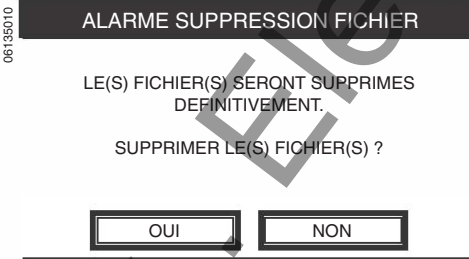 06135010
ALARME SUPPRESSION FICHIER
LE(S) FICHIER(S) SERONT SUPPRIMES
DEFINITIVEMENT.
SUPPRIMER LE(S) FICHIER(S) ?
OUI
NON